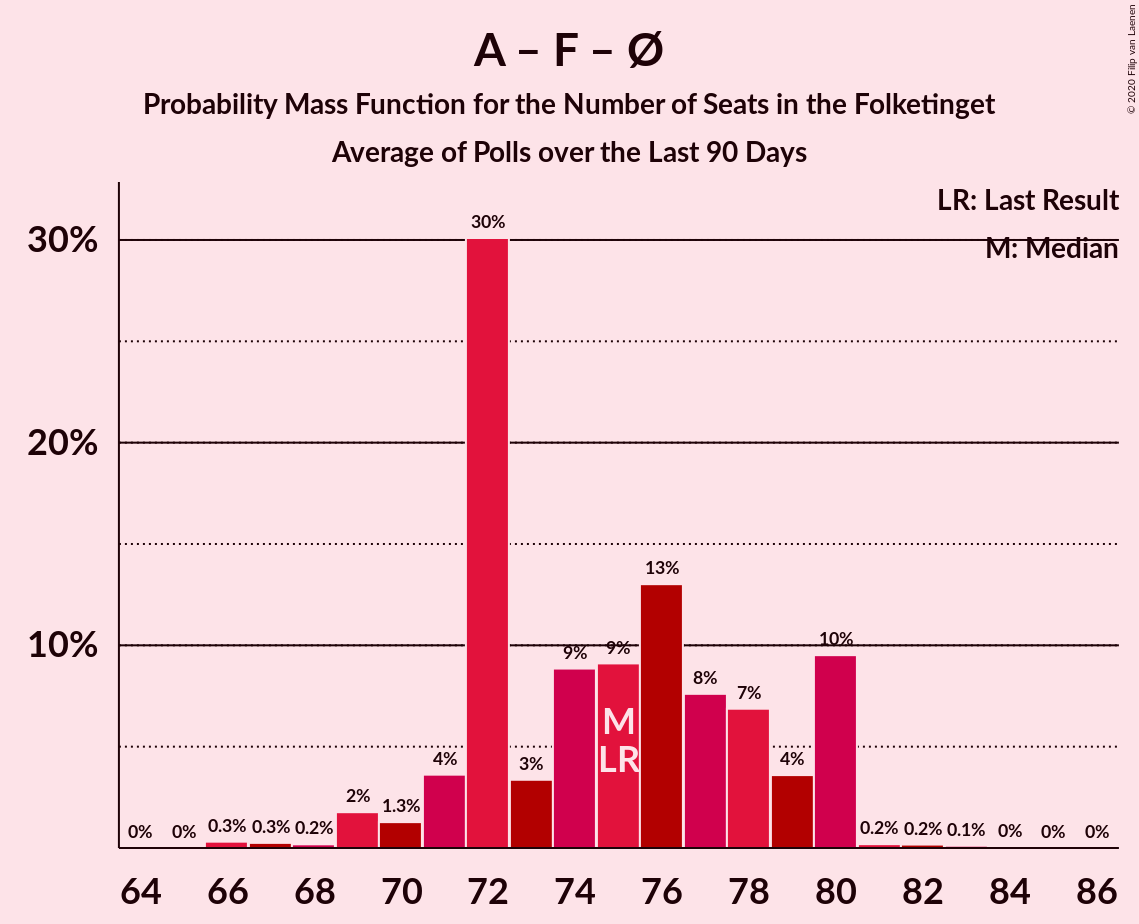 A – F – Ø
Probability Mass Function for the Number of Seats in the Folketinget
Average of Polls over the Last 90 Days
© 2020 Filip van Laenen
LR: Last Result
M: Median
30%
20%
10%
0%
0%
0.3%
0.3%
0.2%
2%
1.3%
4%
30%
3%
9%
9%
13%
8%
7%
4%
10%
0.2%
0.2%
0.1%
0%
0%
0%
M
LR
64 66 68 70 72 74 76 78 80 82 84 86